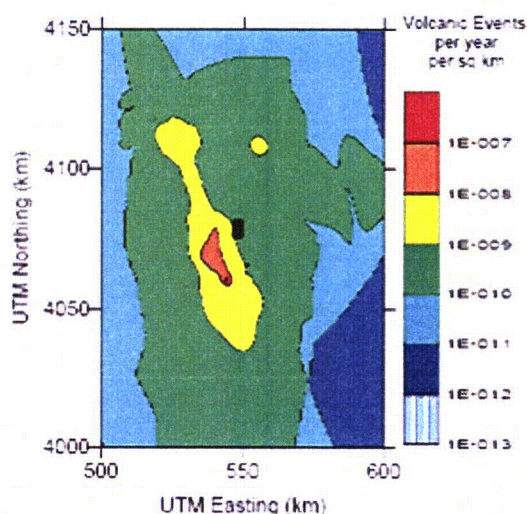 Volcanic Events
per year
per sq km
4150
4100
4050
4000
500
550
600
UTM Northing (km)
UTM Easting (km)
1E-007
1E-008
1E-009
1E-010
1E-011
1E-012
1E-013